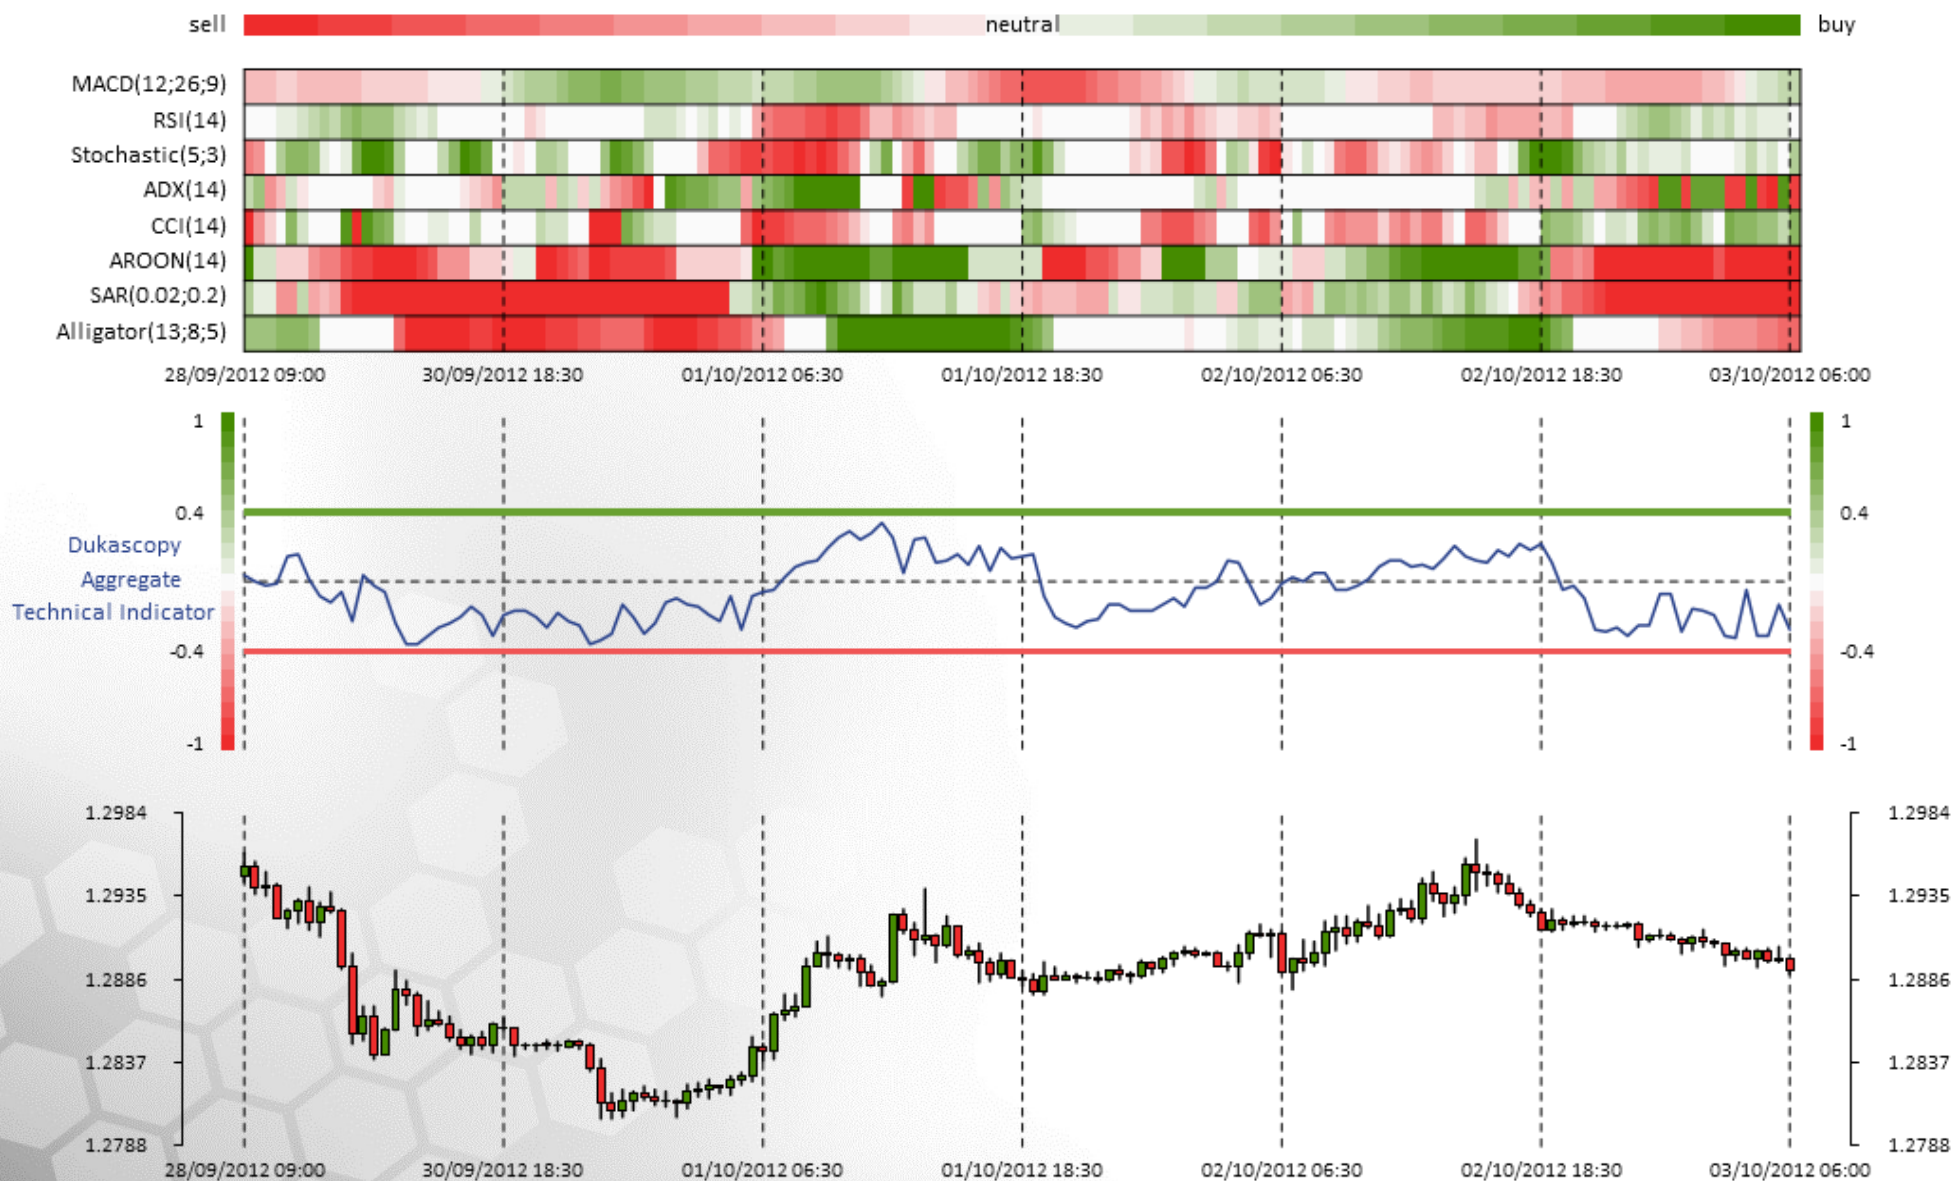 sell neutral buy
MACD(12;26;9)
RSI(14)
Stochastic(5;3)
ADX(14)
CCI(14)
AROON(14)
SAR(0.02;0.2)
Alligator(13;8;5)
28/09/2012 09:00 30/09/2012 18:30 01/10/2012 06:30 01/10/2012 18:30 02/10/2012 06:30 02/10/2012 18:30 03/10/2012 06:00
1 1
0.4 0.4
Dukascopy
Aggregate
Technical Indicator
-0.4 -0.4
-1 -1
1.2984 1.2984
1.2935 1.2935
1.2886 1.2886
1.2837 1.2837
1.2788 1.2788
28/09/2012 09:00 30/09/2012 18:30 01/10/2012 06:30 01/10/2012 18:30 02/10/2012 06:30 02/10/2012 18:30 03/10/2012 06:00